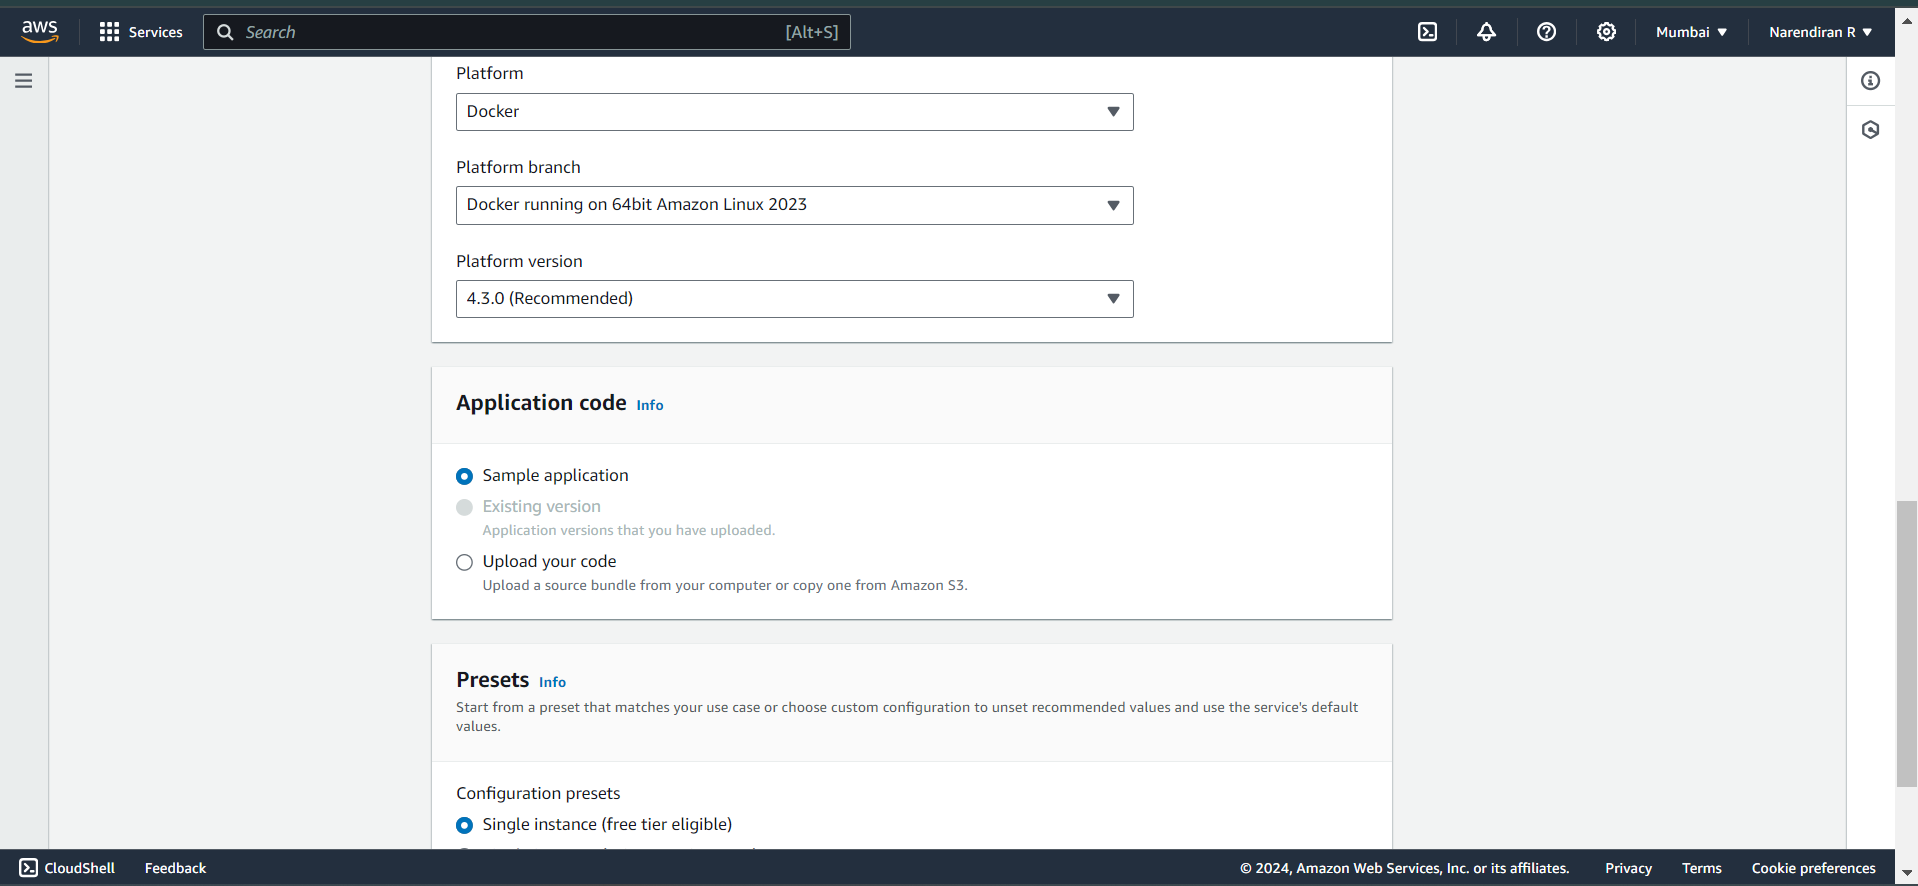 aws
Services
Search [Alt+S]
Mumbai
Narendiran R
Platform
Docker
Platform branch
Docker running on 64bit Amazon Linux 2023
Platform version
4.3.0 (Recommended)
Application code Info
Sample application
Existing version
Application versions that you have uploaded.
Upload your code
Upload a source bundle from your computer or copy one from Amazon S3.
Presets Info
Start from a preset that matches your use case or choose custom configuration to unset recommended values and use the service's default
values.
Configuration presets
Single instance (free tier eligible)
CloudShell
Feedback
© 2024, Amazon Web Services, Inc. or its affiliates.
Privacy
Terms
Cookie preferences